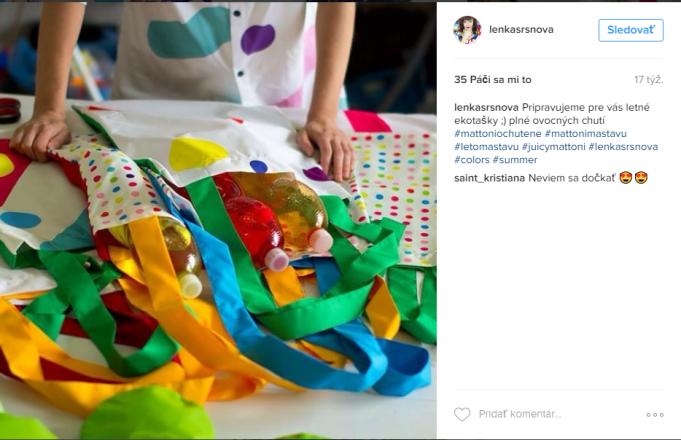 lenkasrsnova
Sledovať
35 Páči sa mi to
17 týž.
lenkasrsnova Pripravujeme pre vás letné
ekotašky ;) plné ovocných chutí
#mattoniochutene #mattonimastavu
#letomastavu #juicymattoni #lenkasrsnova
#colors #summer
saint_kristiana Neviem sa dočkať 😍 😍
Pridať komentár...